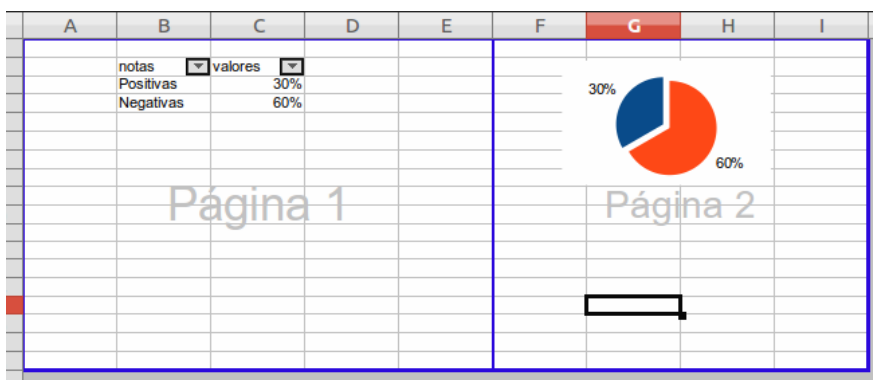 A B C D E F G H I
notas valores
Positivas 30%
Negativas 60%
30%
60%
Página 1
Página 2